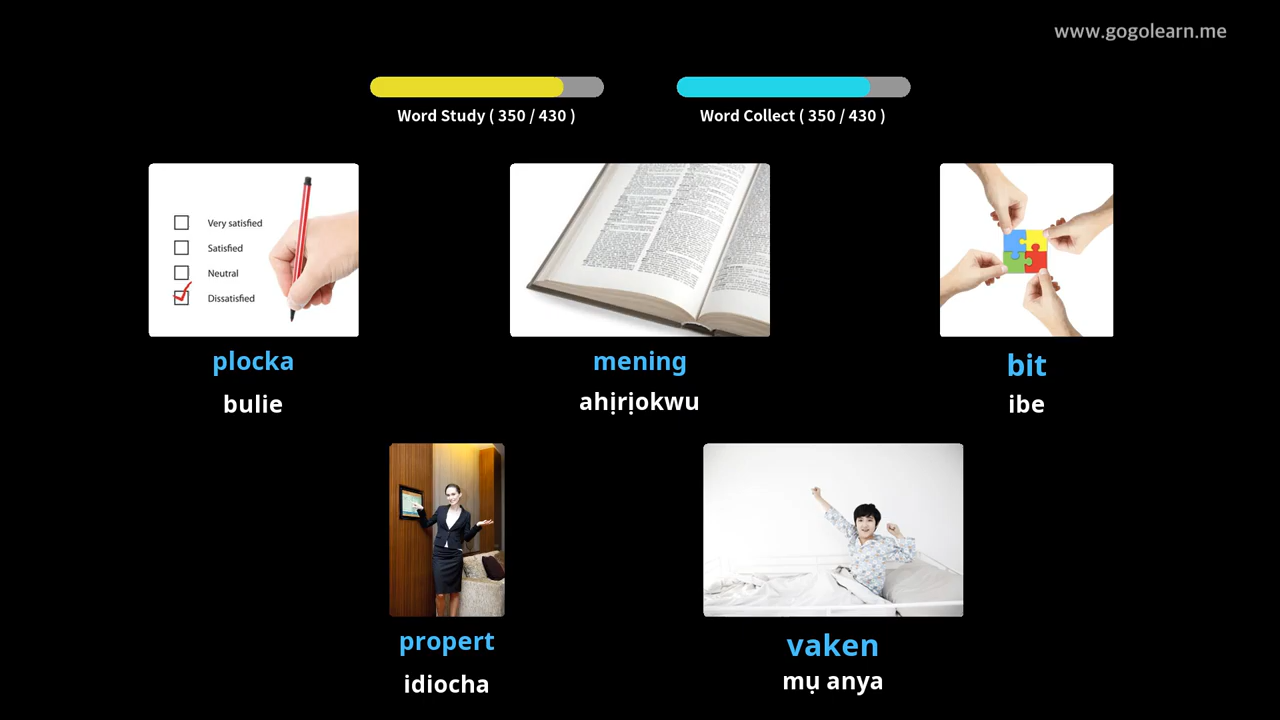 www.gogolearn.me
Word Study ( 350 / 430 )
Word Collect ( 350 / 430 )
Very satisfied
Satisfied
Neutral
Dissatisfied
plocka
mening
bit
bulie
ahịrịokwu
ibe
propert
vaken
idiocha
mụ anya